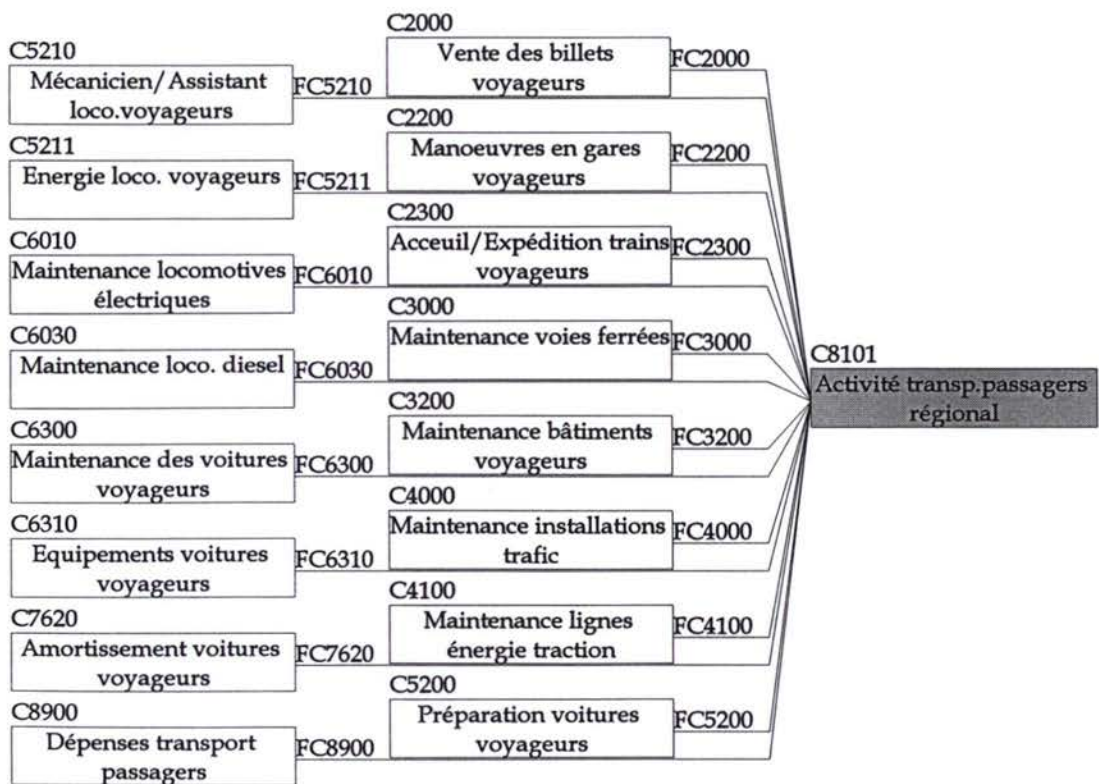 C5210
Mécanicien/Assistant
loco.voyageurs
FC5210
C5211
Energie loco. voyageurs
FC5211
C6010
Maintenance locomotives
électriques
FC6010
C6030
Maintenance loco. diesel
FC6030
C6300
Maintenance des voitures
voyageurs
FC6300
C6310
Equipements voitures
voyageurs
FC6310
C7620
Amortissement voitures
voyageurs
FC7620
C8900
Dépenses transport
passagers
FC8900
C2000
Vente des billets
voyageurs
FC2000
C2200
Manoeuvres en gares
voyageurs
FC2200
C2300
Acceuil/Expédition trains
voyageurs
FC2300
C3000
Maintenance voies ferrées
FC3000
C3200
Maintenance bâtiments
voyageurs
FC3200
C4000
Maintenance installations
trafic
FC4000
C4100
Maintenance lignes
énergie traction
FC4100
C5200
Préparation voitures
voyageurs
FC5200
C8101
Activité transp.passagers
régional